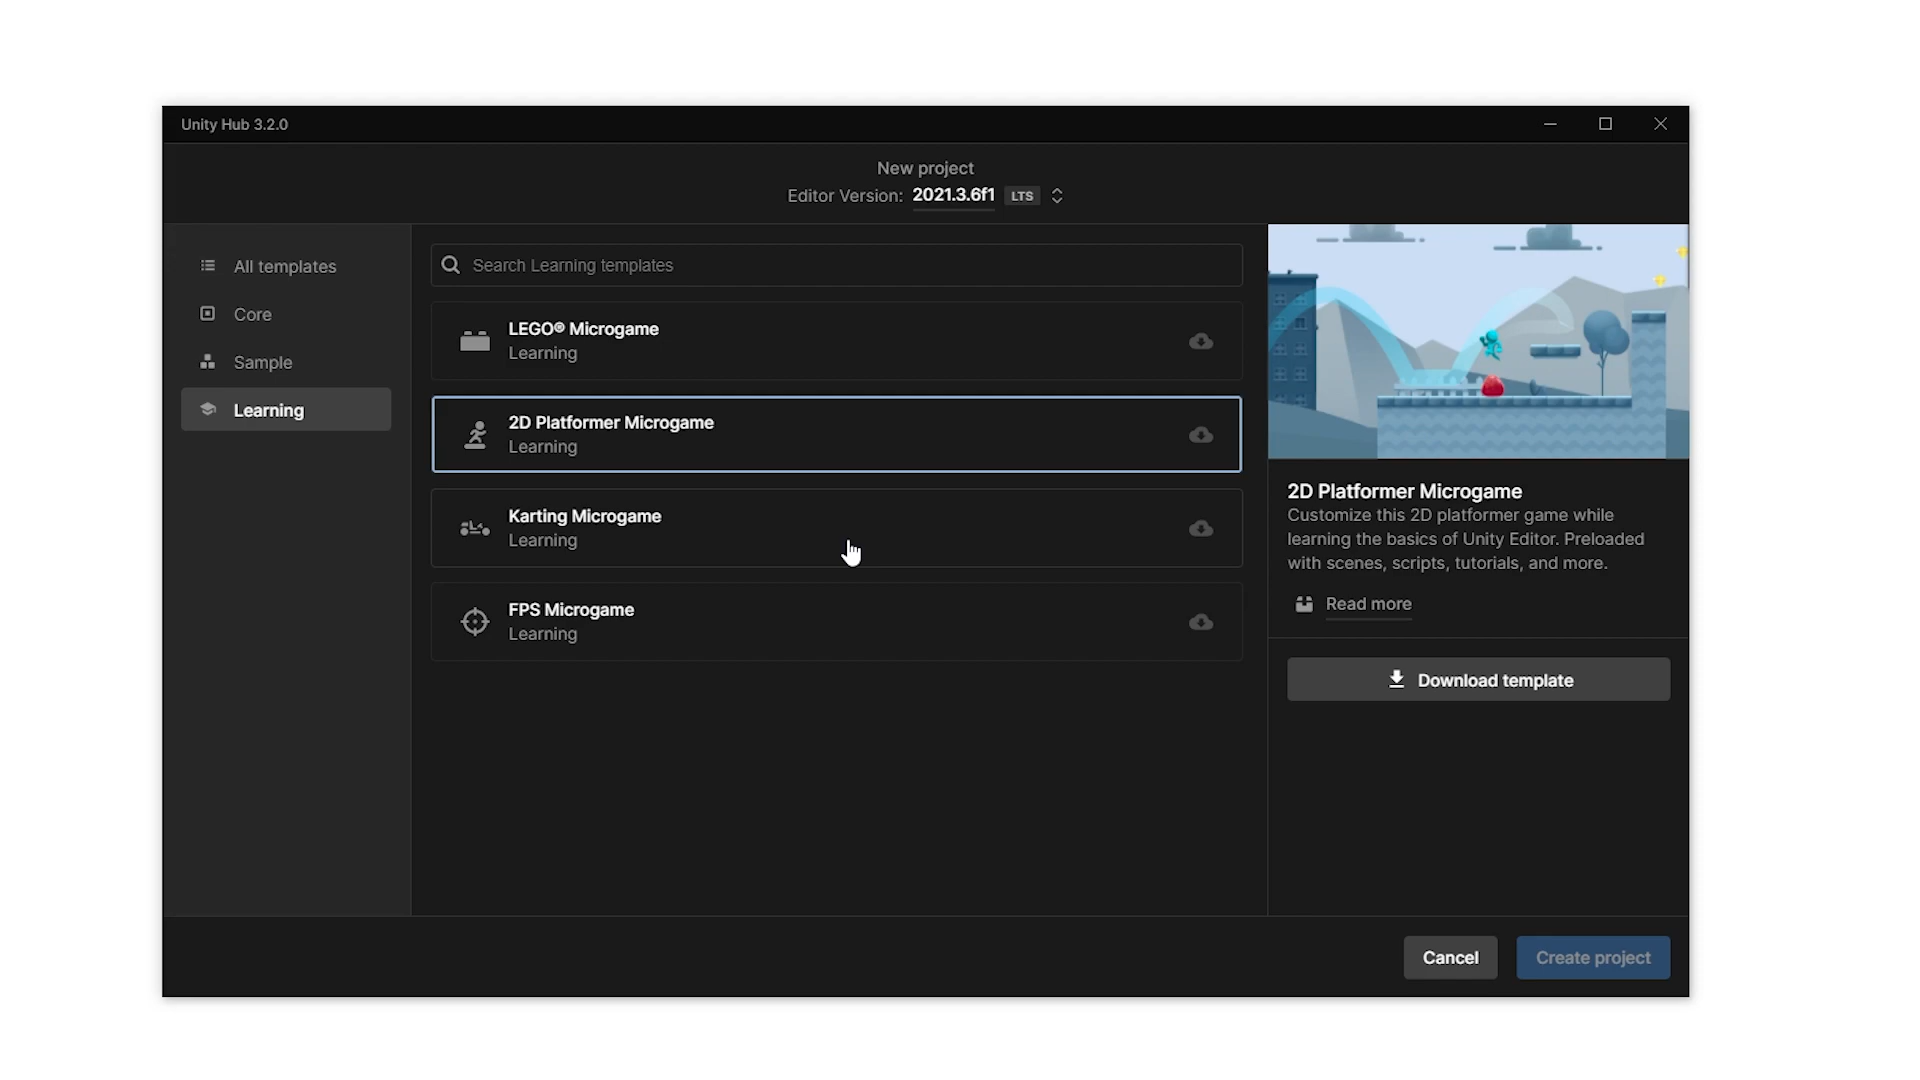 Unity Hub 3.2.0
New project
Editor Version: 2021.3.6f1 LTS
All templates
Core
Sample
Learning
Search Learning templates
LEGO® Microgame
Learning
2D Platformer Microgame
Learning
Karting Microgame
Learning
FPS Microgame
Learning
2D Platformer Microgame
Customize this 2D platformer game while
learning the basics of Unity Editor. Preloaded
with scenes, scripts, tutorials, and more.
Read more
Download template
Cancel
Create project